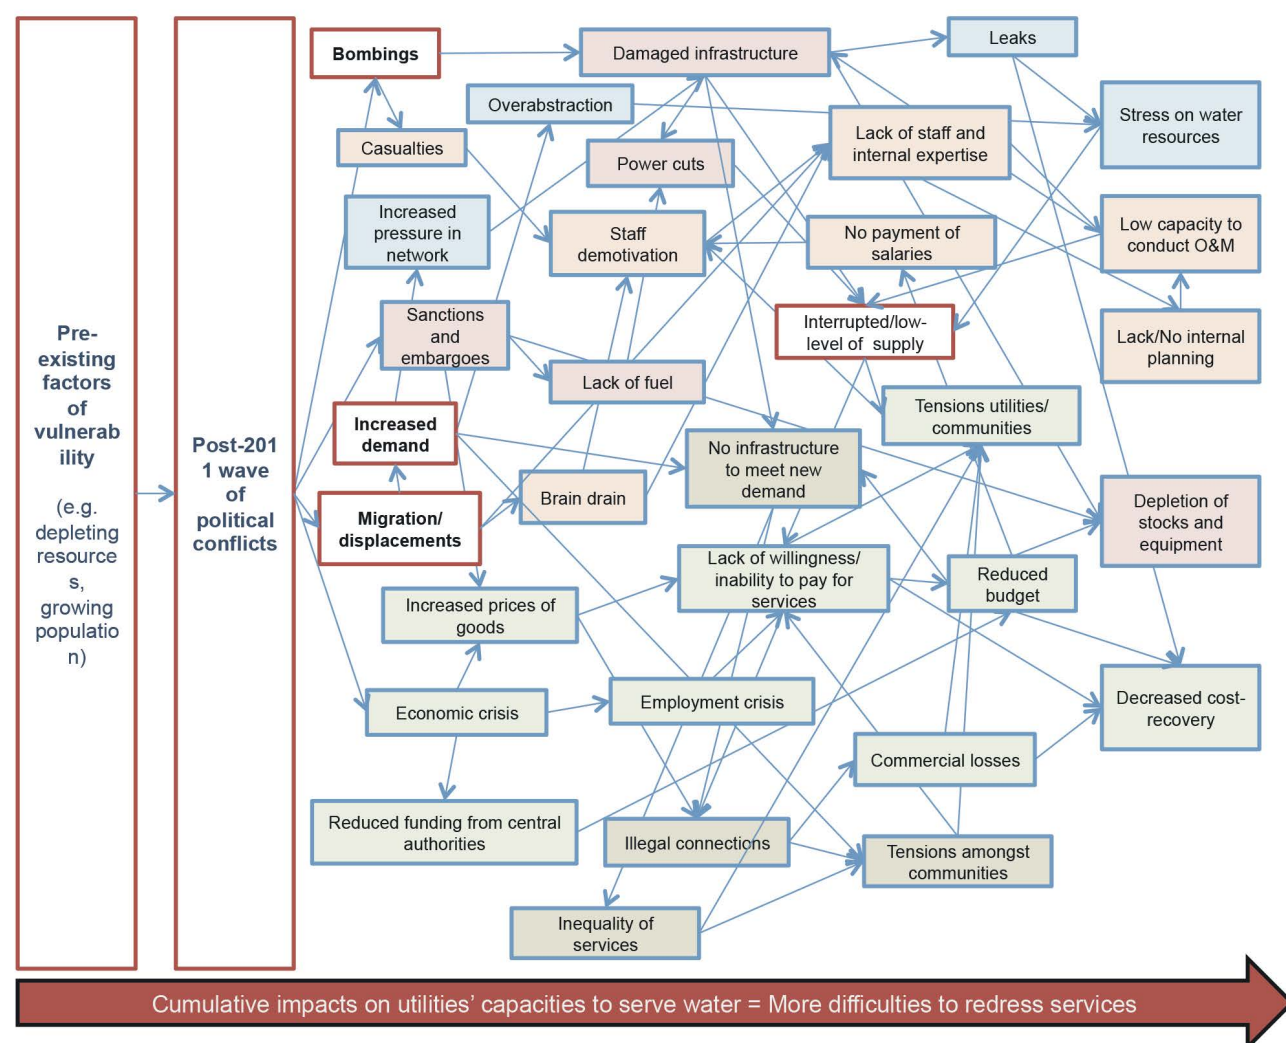 Pre-
existing
factors
of
vulnerab
ility
(e.g.
depleting
resource
s,
growing
populatio
n)
Post-201
1 wave
of
political
conflicts
Bombings
Damaged infrastructure
Leaks
Overabstraction
Stress on water
resources
Casualties
Lack of staff and
internal expertise
Power cuts
Increased
pressure in
network
Staff
demotivation
No payment of
salaries
Low capacity to
conduct O&M
Sanctions
and
embargoes
Interrupted/low-
level of supply
Lack/No internal
planning
Lack of fuel
Increased
demand
Tensions utilities/
communities
No infrastructure
to meet new
demand
Brain drain
Migration/
displacements
Depletion of
stocks and
equipment
Lack of willingness/
inability to pay for
services
Reduced
budget
Increased prices of
goods
Economic crisis
Employment crisis
Decreased cost-
recovery
Commercial losses
Reduced funding from central
authorities
Illegal connections
Tensions amongst
communities
Inequality of
services
Cumulative impacts on utilities’ capacities to serve water = More difficulties to redress services